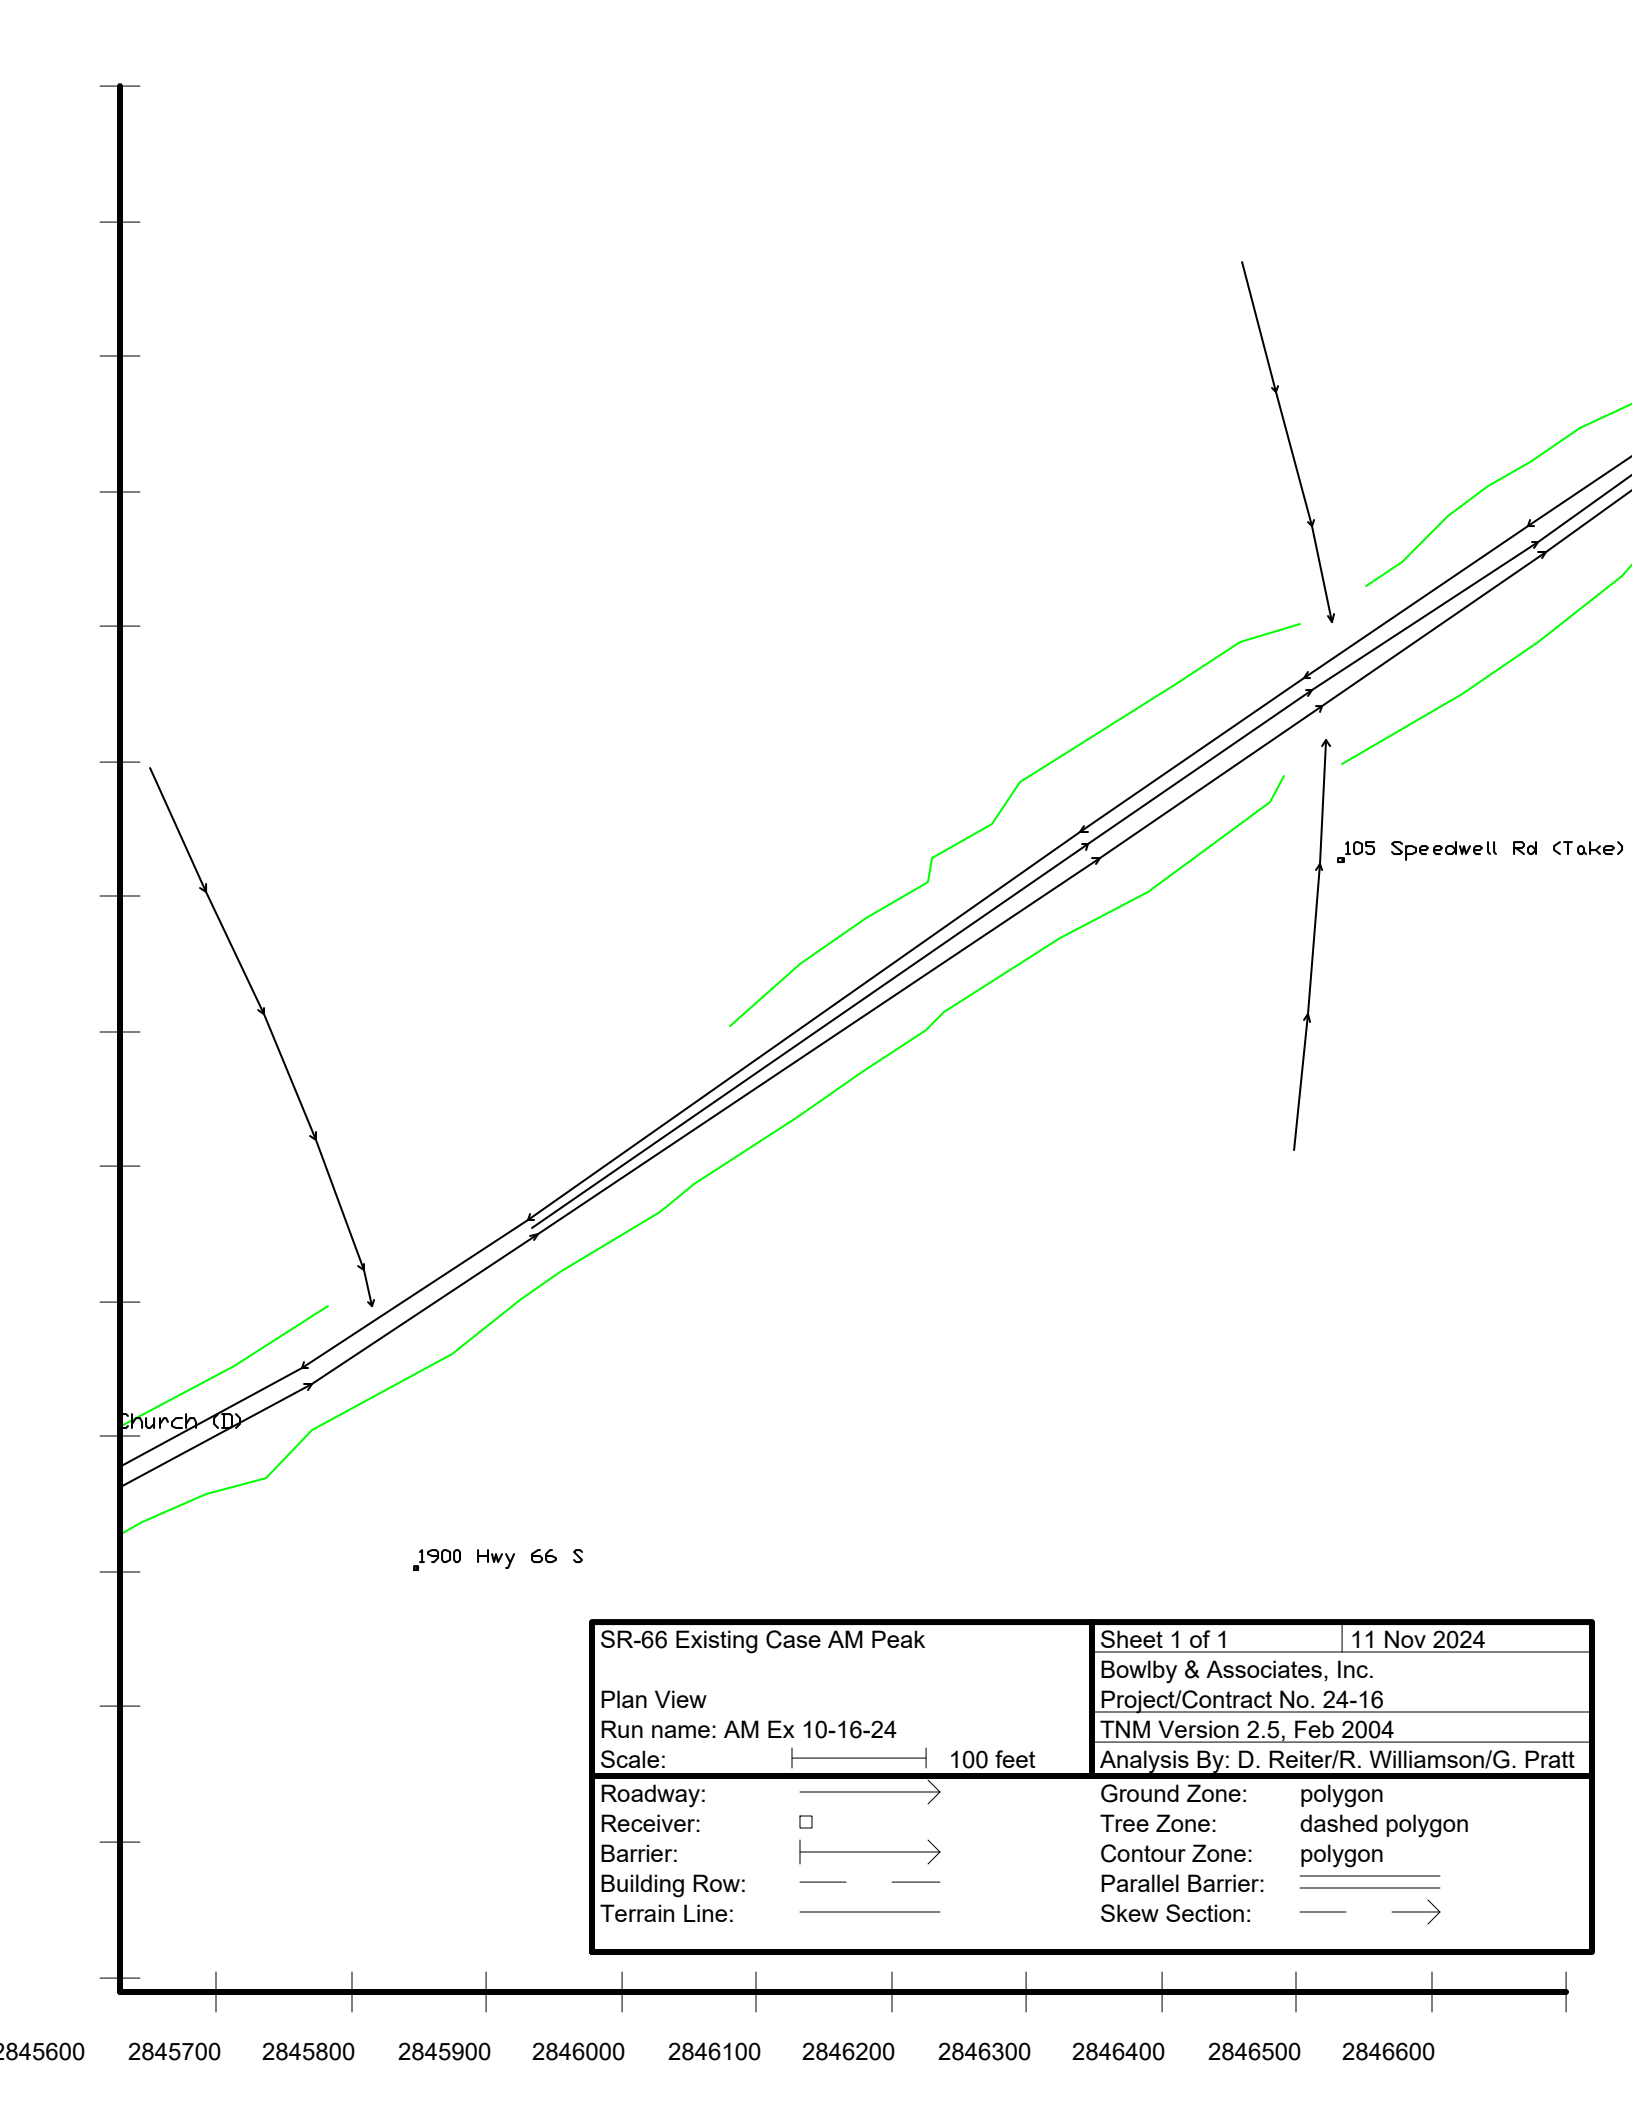 105 Speedwell Rd (Take)
Church (D)
1900 Hwy 66 S
SR-66 Existing Case AM Peak
Sheet 1 of 1
11 Nov 2024
Bowlby & Associates, Inc.
Plan View
Project/Contract No. 24-16
Run name: AM Ex 10-16-24
TNM Version 2.5, Feb 2004
Scale:
100 feet
Analysis By: D. Reiter/R. Williamson/G. Pratt
Roadway:
Ground Zone: polygon
Receiver:
Tree Zone: dashed polygon
Barrier:
Contour Zone: polygon
Building Row:
Parallel Barrier:
Terrain Line:
Skew Section:
2845600 2845700 2845800 2845900 2846000 2846100 2846200 2846300 2846400 2846500 2846600